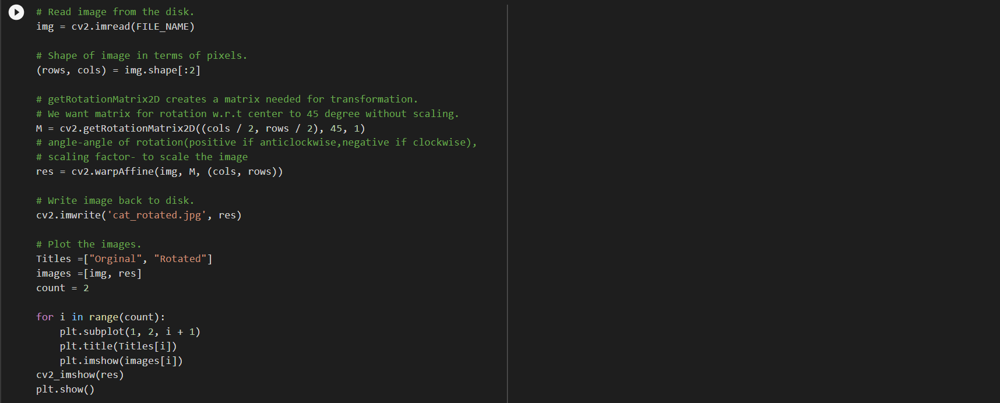 # Read image from the disk.
img = cv2.imread(FILE_NAME)
# Shape of image in terms of pixels.
(rows, cols) = img.shape[:2]
# getRotationMatrix2D creates a matrix needed for transformation.
# We want matrix for rotation w.r.t center to 45 degree without scaling.
M = cv2.getRotationMatrix2D((cols / 2, rows / 2), 45, 1)
# angle-angle of rotation(positive if anticlockwise,negative if clockwise),
# scaling factor- to scale the image
res = cv2.warpAffine(img, M, (cols, rows))
# Write image back to disk.
cv2.imwrite('cat_rotated.jpg', res)
# Plot the images.
Titles =["Orginal", "Rotated"]
images =[img, res]
count = 2
for i in range(count):
    plt.subplot(1, 2, i + 1)
    plt.title(Titles[i])
    plt.imshow(images[i])
cv2_imshow(res)
plt.show()